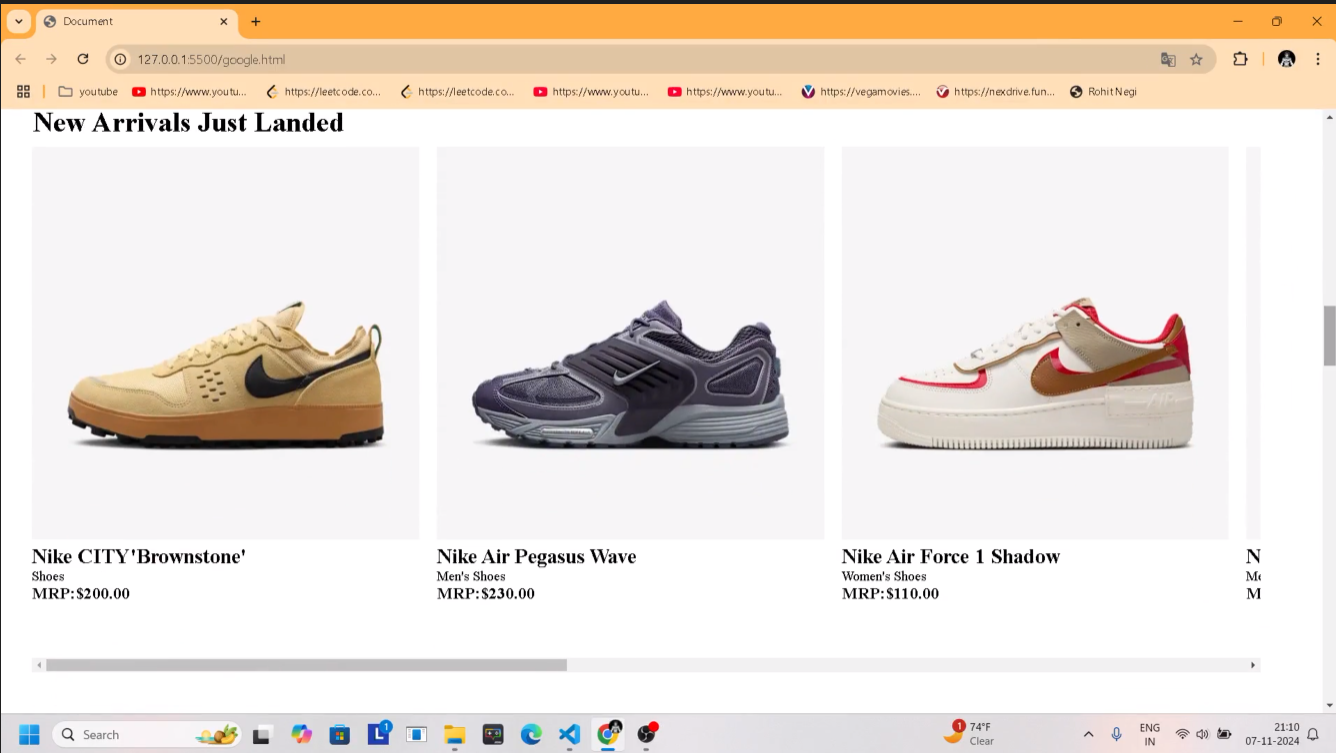 Document
127.0.0.1:5500/google.html
youtube
https://www.youtu...
https://leetcode.co...
https://leetcode.co...
https://www.youtu...
https://www.youtu...
https://vegamovies....
https://nexdrive.fun...
Rohit Negi
New Arrivals Just Landed
Nike CITY'Brownstone'
Shoes
MRP:$200.00
Nike Air Pegasus Wave
Men's Shoes
MRP:$230.00
Nike Air Force 1 Shadow
Women's Shoes
MRP:$110.00
N
M
Search
L
1
1
74°F
Clear
ENG
IN
21:10
07-11-2024